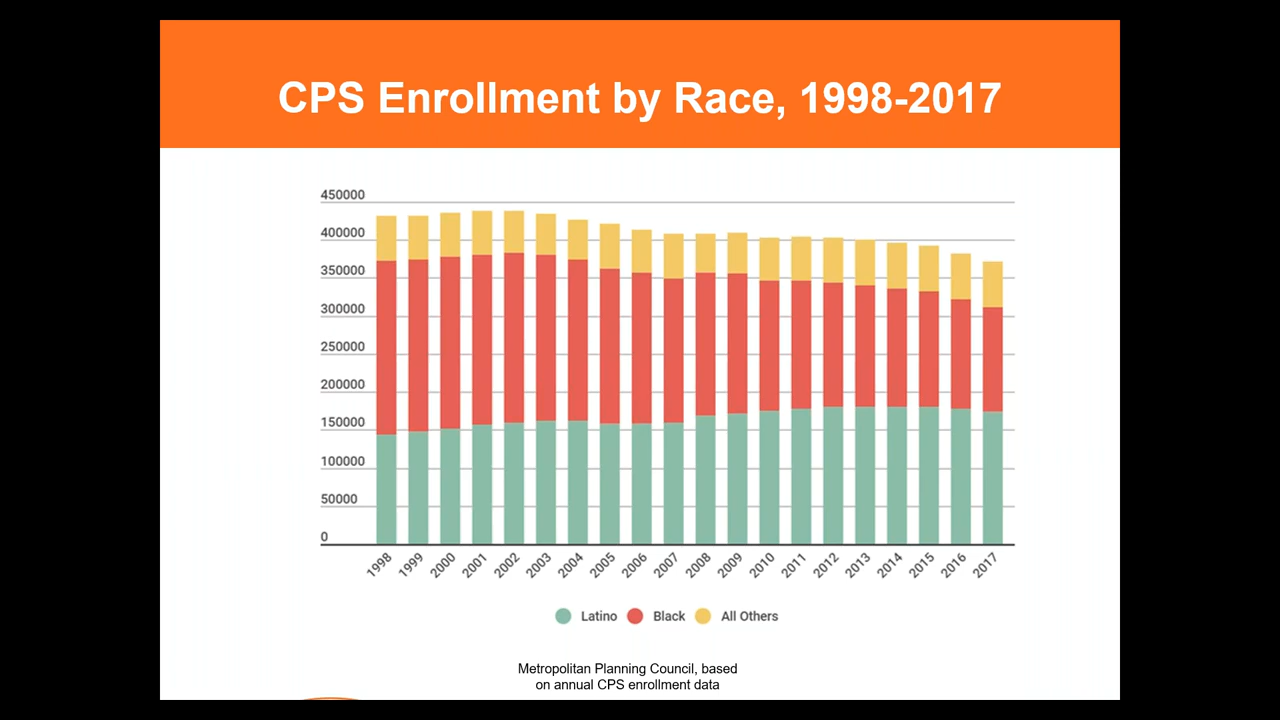 CPS Enrollment by Race, 1998-2017
450000
400000
350000
300000
250000
200000
150000
100000
50000
0
1998 1999 2000 2001 2002 2003 2004 2005 2006 2007 2008 2009 2010 2011 2012 2013 2014 2015 2016 2017
Latino Black All Others
Metropolitan Planning Council, based
on annual CPS enrollment data